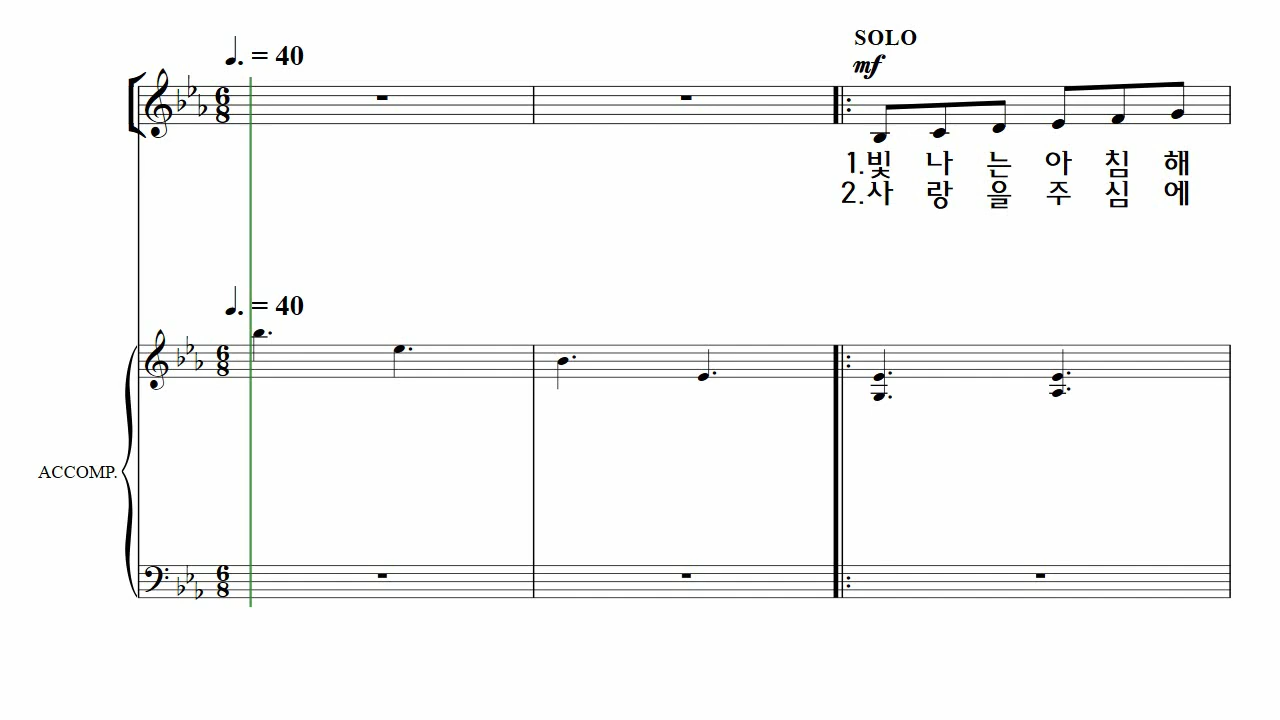 = 40
SOLO
mf
1.빛 나 는 아 침 해
2.사 랑 을 주 심 에
= 40
ACCOMP.